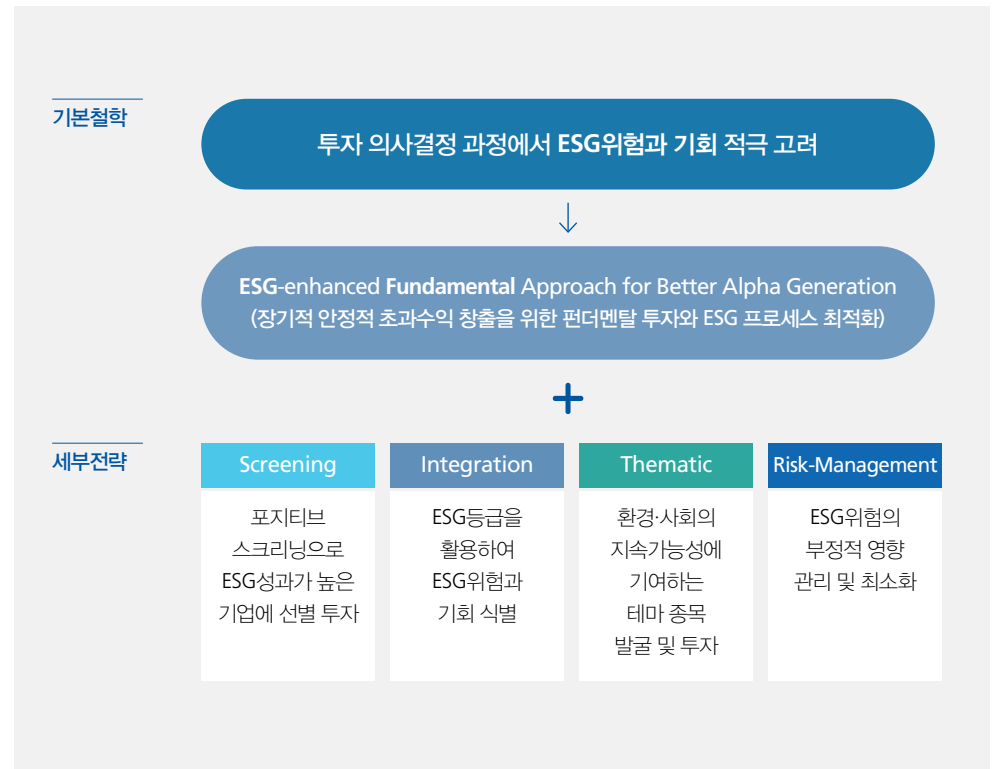 기본철학
투자 의사결정 과정에서 ESG위험과 기회 적극 고려
ESG-enhanced Fundamental Approach for Better Alpha Generation
(장기적 안정적 초과수익 창출을 위한 펀더멘탈 투자와 ESG 프로세스 최적화)
세부전략
Screening
포지티브
스크리닝으로
ESG성과가 높은
기업에 선별 투자
Integration
ESG등급을
활용하여
ESG위험과
기회 식별
Thematic
환경·사회의
지속가능성에
기여하는
테마 종목
발굴 및 투자
Risk-Management
ESG위험의
부정적 영향
관리 및 최소화